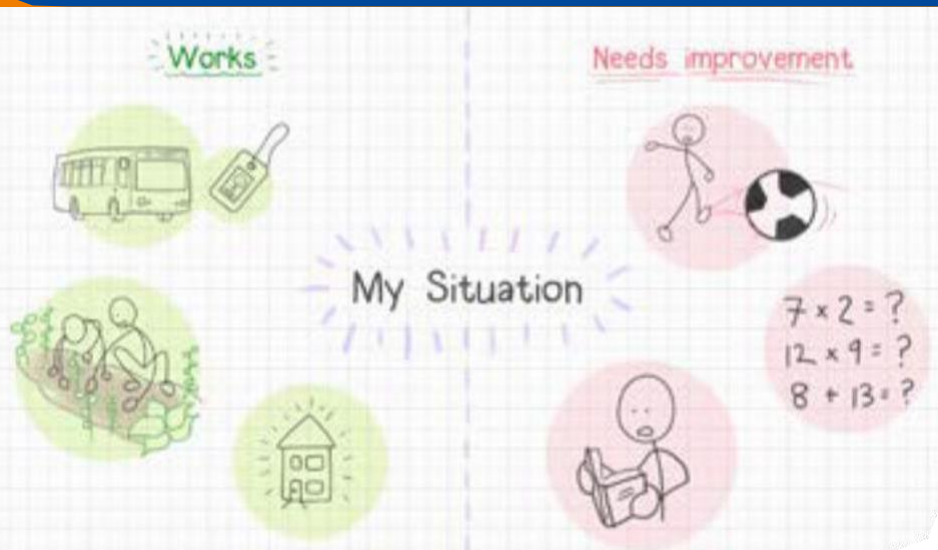 Works
Needs improvement
My Situation
7 x 2 = ?
12 x 9 = ?
8 + 13 = ?